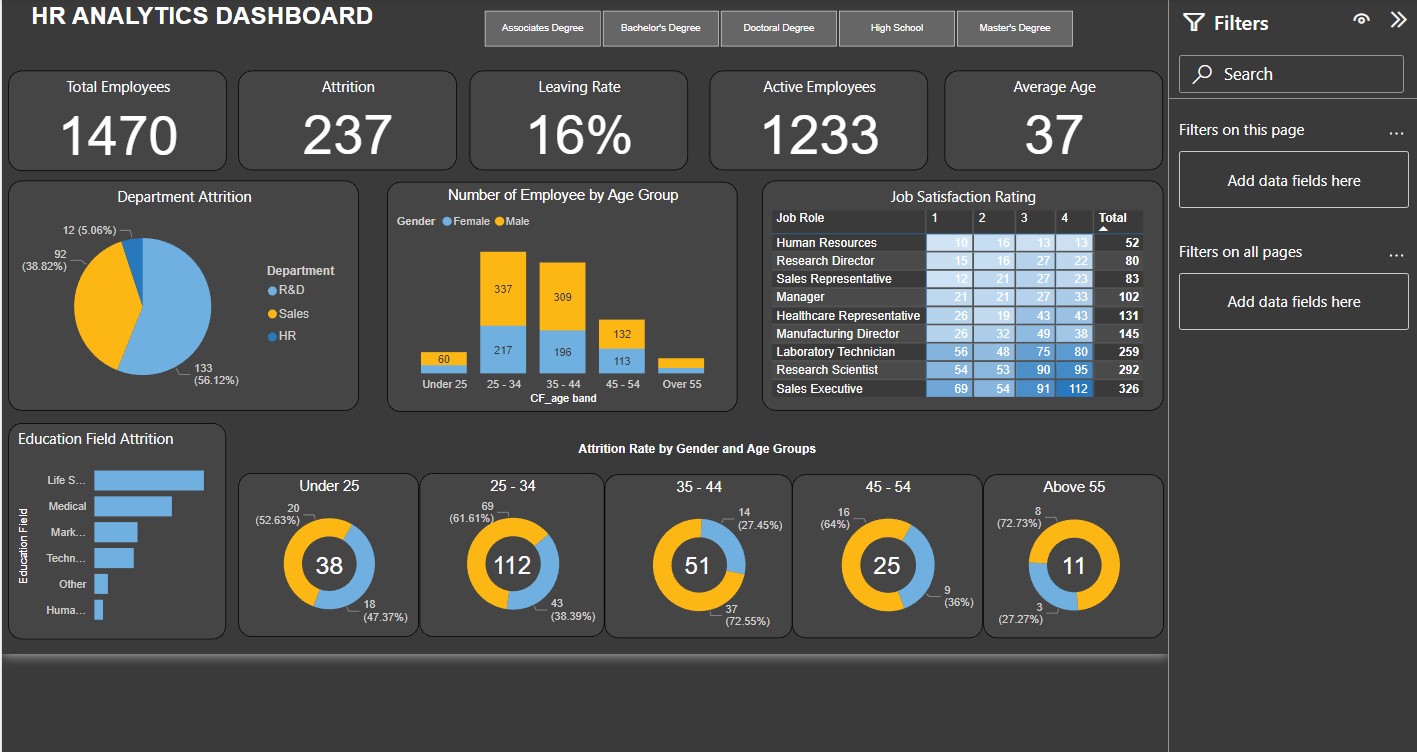 HR ANALYTICS DASHBOARD
Associates Degree
Bachelor's Degree
Doctoral Degree
High School
Master's Degree
Filters
Search
Filters on this page
...
Add data fields here
Filters on all pages
...
Add data fields here
Total Employees
1470
Attrition
237
Leaving Rate
16%
Active Employees
1233
Average Age
37
Department Attrition
12 (5.06%)
92
(38.82%)
133
(56.12%)
Department
R&D
Sales
HR
Number of Employee by Age Group
Gender Female Male
60
337
217
309
196
132
113
Under 25 25 - 34 35 - 44 45 - 54 Over 55
CF_age band
Job Satisfaction Rating
Job Role 1 2 3 4 Total
Human Resources 10 16 13 13 52
Research Director 15 16 27 22 80
Sales Representative 12 21 27 23 83
Manager 21 21 27 33 102
Healthcare Representative 26 19 43 43 131
Manufacturing Director 26 32 49 38 145
Laboratory Technician 56 48 75 80 259
Research Scientist 54 53 90 95 292
Sales Executive 69 54 91 112 326
Education Field Attrition
Education Field
Life S...
Medical
Mark...
Techn...
Other
Huma...
Attrition Rate by Gender and Age Groups
Under 25
20
(52.63%)
38
18
(47.37%)
25 - 34
69
(61.61%)
112
43
(38.39%)
35 - 44
14
(27.45%)
51
37
(72.55%)
45 - 54
16
(64%)
25
9
(36%)
Above 55
8
(72.73%)
11
3
(27.27%)